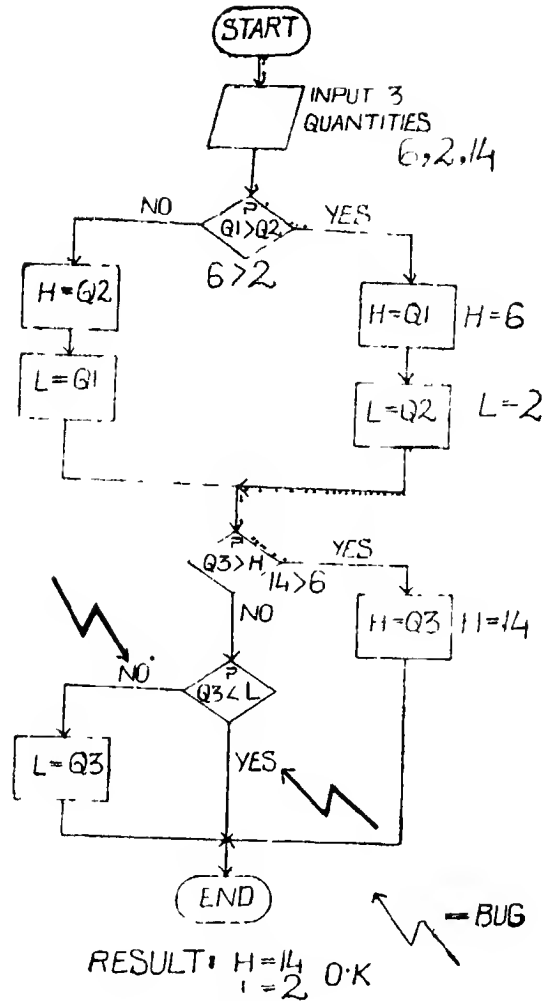 START
INPUT 3
QUANTITIES
6,2,14
P
Q1>Q2
NO
YES
6>2
H=Q2
L=Q1
H=Q1
H=6
L=Q2
L=2
P
Q3>H
14>6
YES
NO
H=Q3
H=14
P
Q3<L
NO
YES
L=Q3
END
= BUG
RESULT: H=14
L=2
O.K